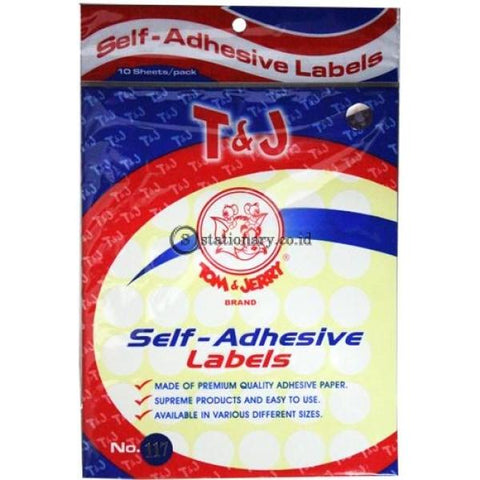 Self-Adhesive Labels
10 Sheets/pack
T&J
stationary.co.id
TOM & JERRY ®
BRAND
Self-Adhesive
Labels
MADE OF PREMIUM QUALITY ADHESIVE PAPER.
SUPREME PRODUCTS AND EASY TO USE.
AVAILABLE IN VARIOUS DIFFERENT SIZES.
No. 117